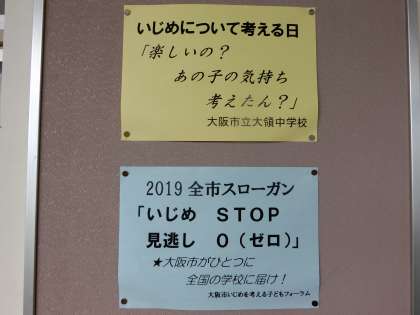 いじめについて考える日
「楽しいの？
あの子の気持ち
考えたん？」
大阪市立大領中学校
2019 全市スローガン
「いじめ　ＳＴＯＰ
見逃し　０（ゼロ）」
★大阪市がひとつに
全国の学校に届け！
大阪市いじめを考える子どもフォーラム